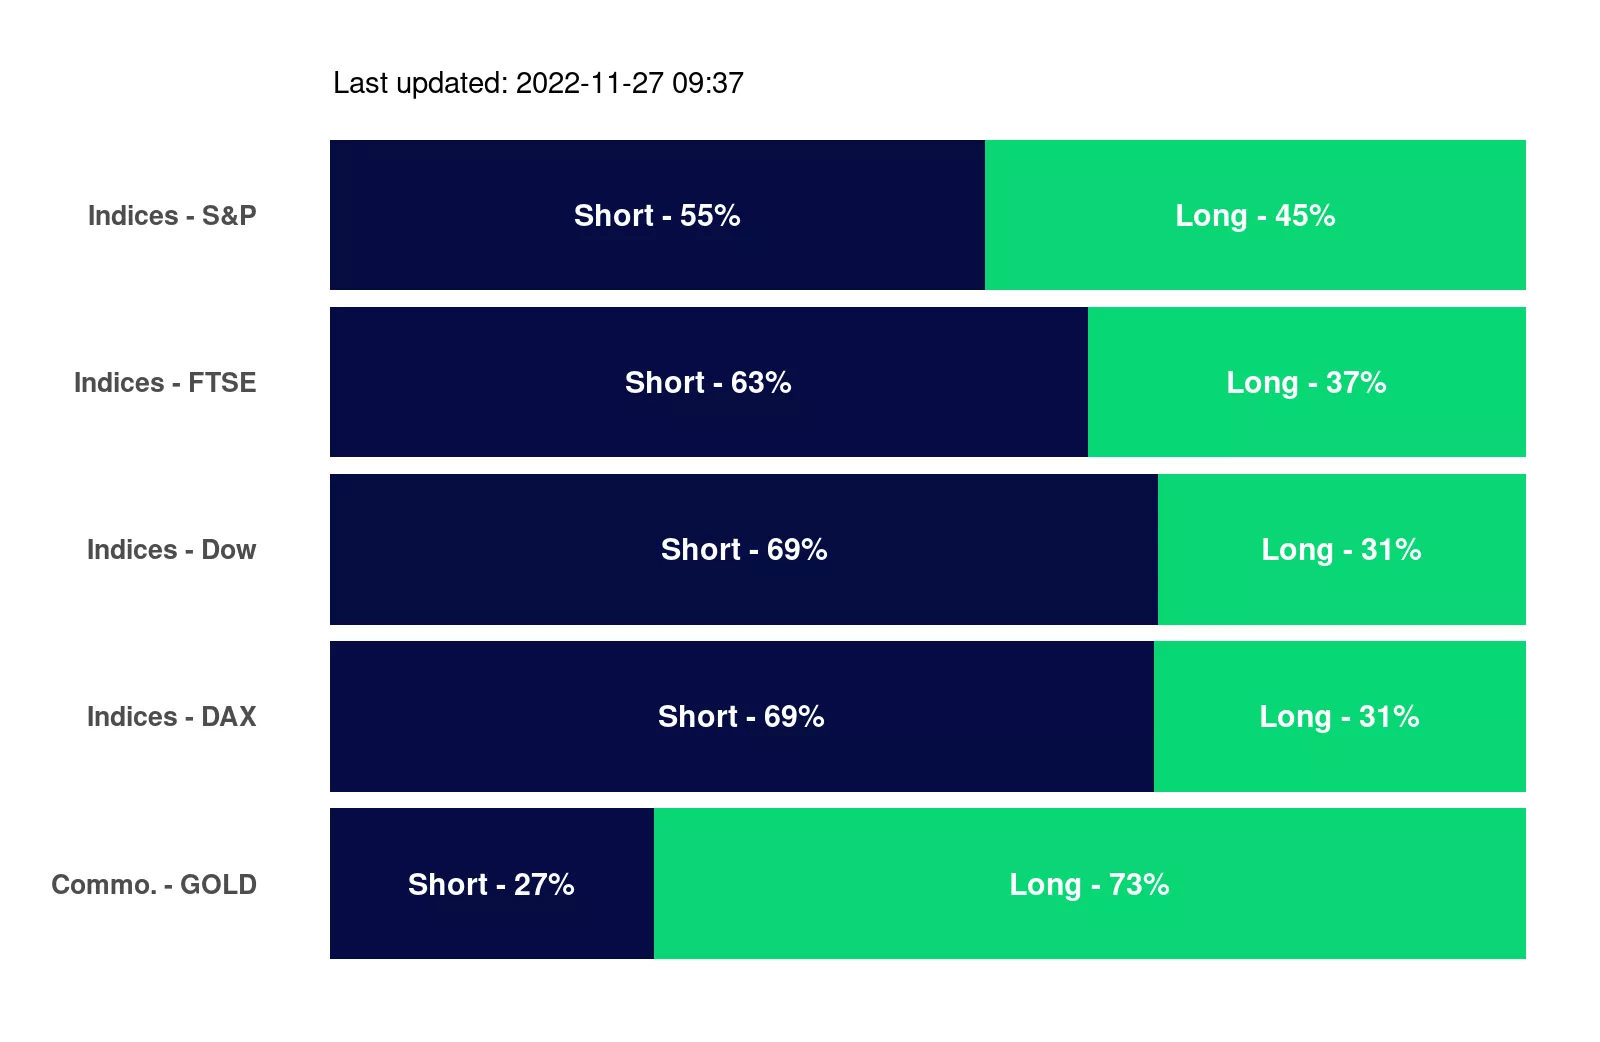 Last updated: 2022-11-27 09:37
Indices - S&P Short - 55% Long - 45%
Indices - FTSE Short - 63% Long - 37%
Indices - Dow Short - 69% Long - 31%
Indices - DAX Short - 69% Long - 31%
Commo. - GOLD Short - 27% Long - 73%